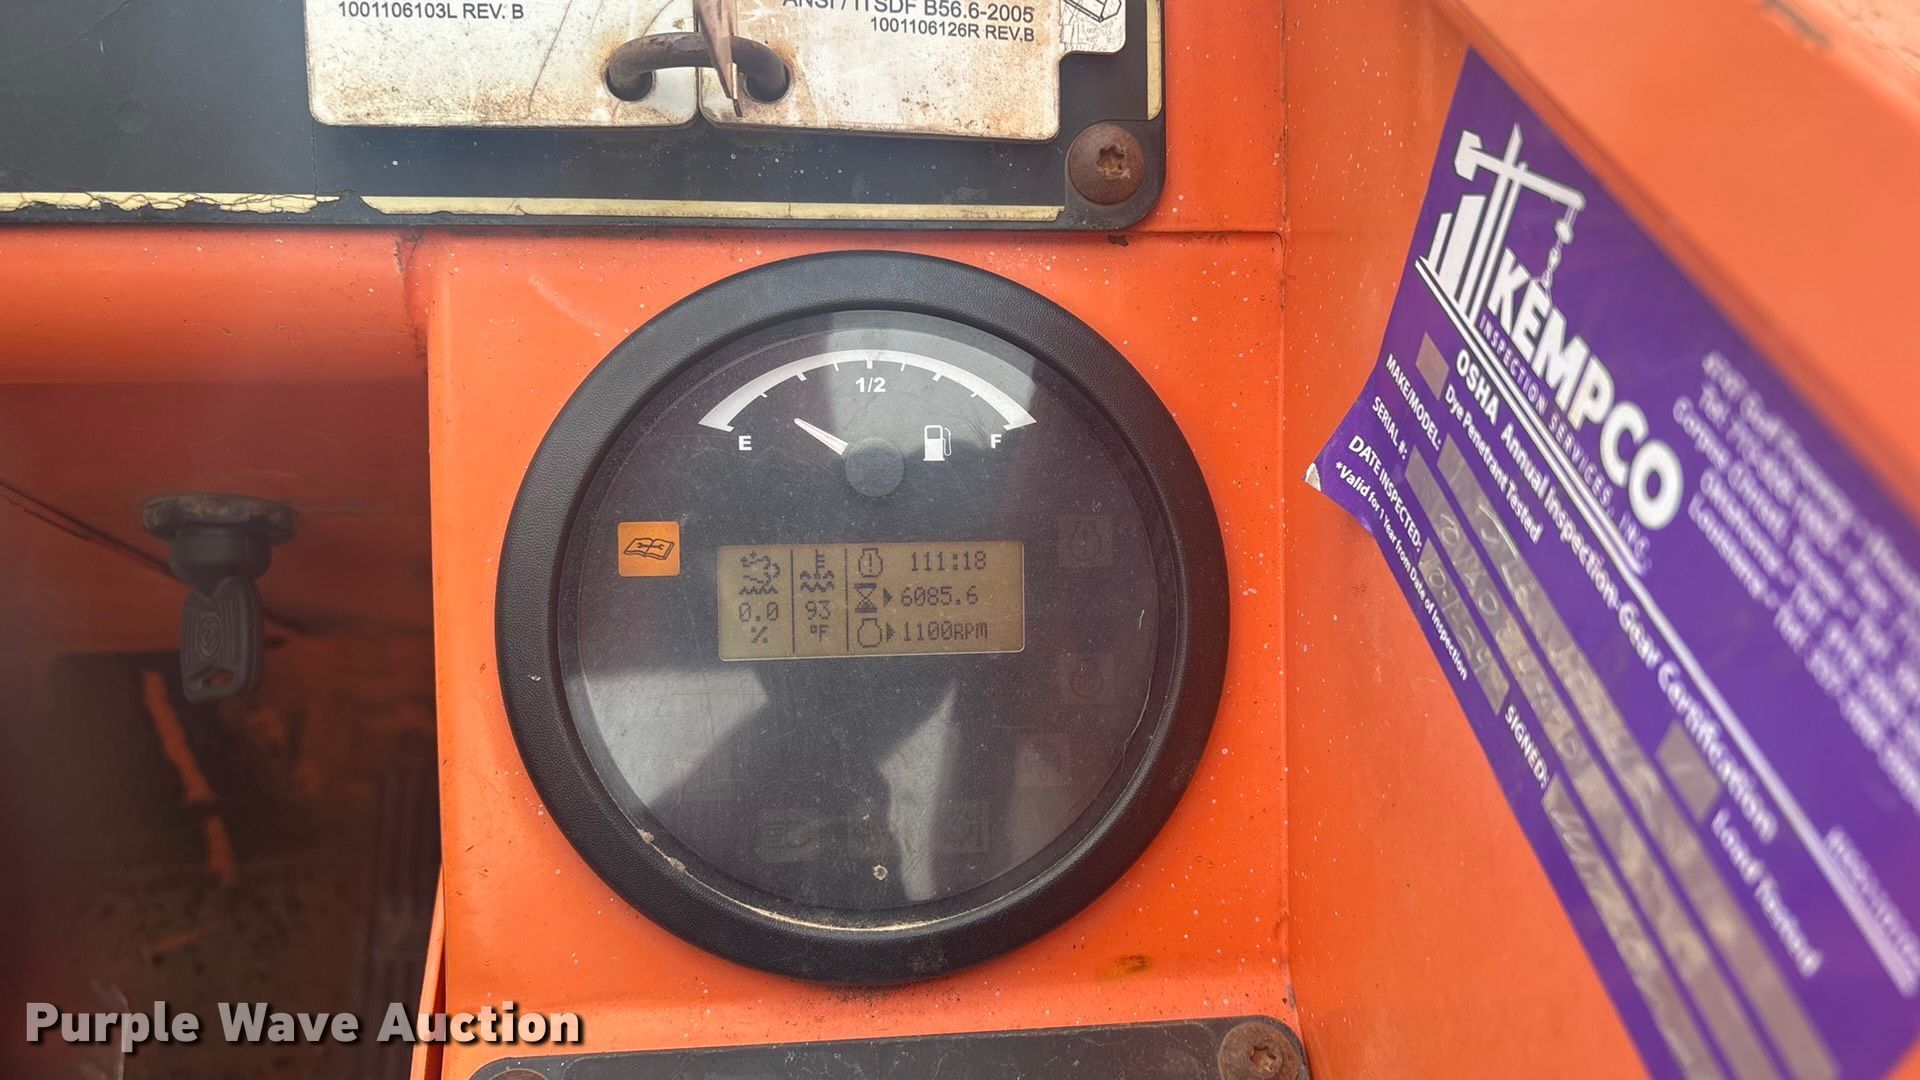 1001106103L REV. B
ANSI / ITSDF B56.6-2005
1001106126R REV.B
1/2
E
F
111:18
0.0
93
6085.6
%
°F
1100RPM
KEMPCO
INSPECTION SERVICES, INC.
OSHA Annual Inspection-Gear Certification
Dye Penetrant Tested
Load Tested
MAKE/MODEL:
SERIAL #:
DATE INSPECTED:
SIGNED:
*Valid for 1 Year from Date of Inspection
Purple Wave Auction